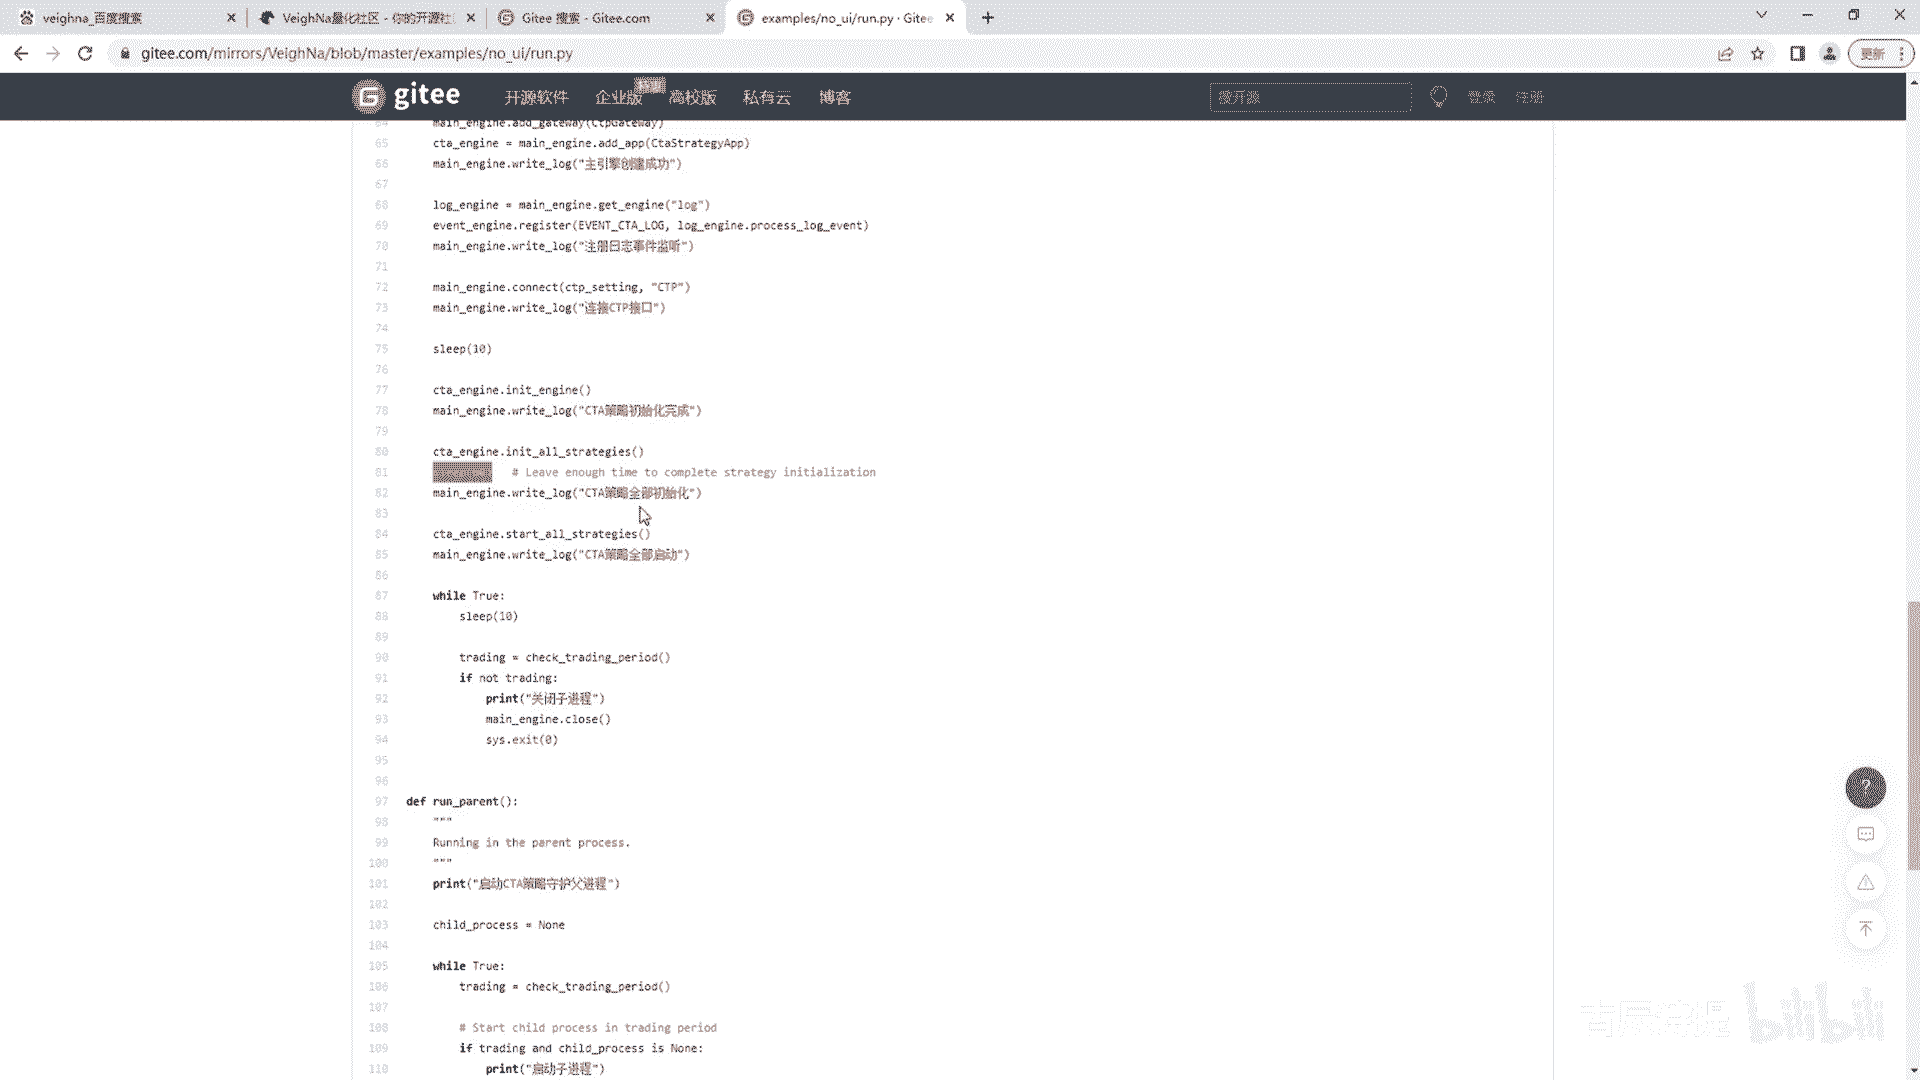 veighna_百度搜索
VeighNa量化社区 - 你的开源社
Gitee 搜索 - Gitee.com
examples/no_ui/run.py · Gitee
gitee.com/mirrors/VeighNa/blob/master/examples/no_ui/run.py
更新
gitee
开源软件
企业版
高校版
私有云
博客
搜开源
登录
注册
64 main_engine.add_gateway(CtpGateway)
65 cta_engine = main_engine.add_app(CtaStrategyApp)
66 main_engine.write_log("主引擎创建成功")
67
68 log_engine = main_engine.get_engine("log")
69 event_engine.register(EVENT_CTA_LOG, log_engine.process_log_event)
70 main_engine.write_log("注册日志事件监听")
71
72 main_engine.connect(ctp_setting, "CTP")
73 main_engine.write_log("连接CTP接口")
74
75 sleep(10)
76
77 cta_engine.init_engine()
78 main_engine.write_log("CTA策略初始化完成")
79
80 cta_engine.init_all_strategies()
81 # Leave enough time to complete strategy initialization
82 main_engine.write_log("CTA策略全部初始化")
83
84 cta_engine.start_all_strategies()
85 main_engine.write_log("CTA策略全部启动")
86
87 while True:
88 sleep(10)
89
90 trading = check_trading_period()
91 if not trading:
92 print("关闭子进程")
93 main_engine.close()
94 sys.exit(0)
95
96
97 def run_parent():
98 """
99 Running in the parent process.
100 """
101 print("启动CTA策略守护父进程")
102
103 child_process = None
104
105 while True:
106 trading = check_trading_period()
107
108 # Start child process in trading period
109 if trading and child_process is None:
110 print("启动子进程")
bilibili